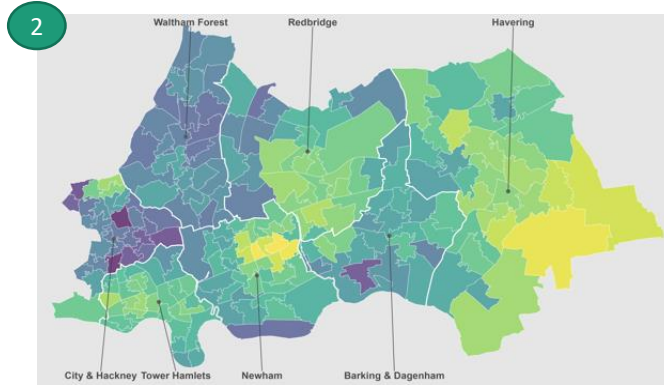 2
Waltham Forest
Redbridge
Havering
City & Hackney
Tower Hamlets
Newham
Barking & Dagenham